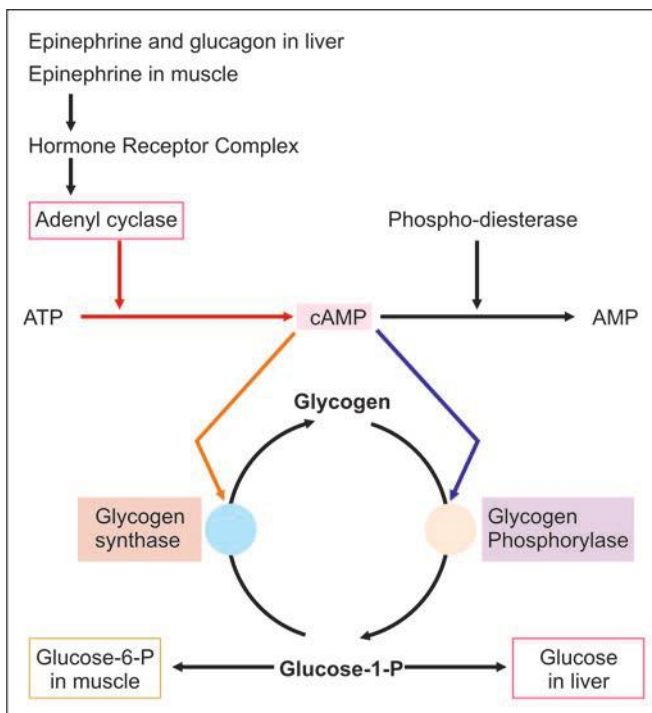 Epinephrine and glucagon in liver
Epinephrine in muscle
Hormone Receptor Complex
Adenyl cyclase
Phospho-diesterase
ATP
cAMP
AMP
Glycogen
Glycogen
synthase
Glycogen
Phosphorylase
Glucose-6-P
in muscle
Glucose-1-P
Glucose
in liver